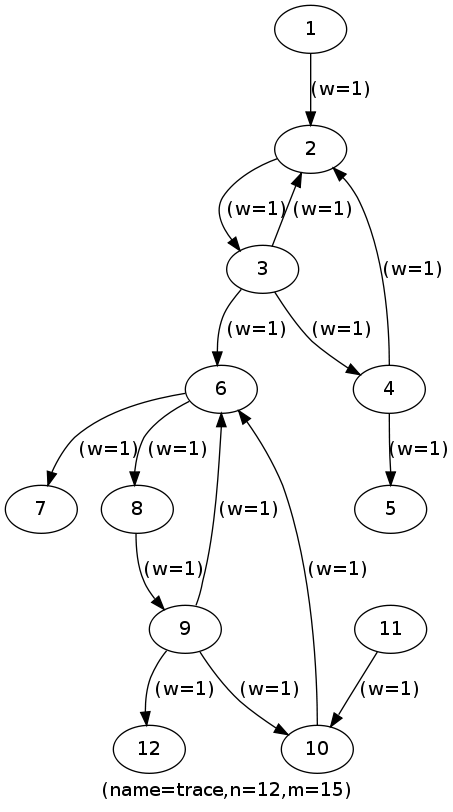 1
(w=1)
2
(w=1) (w=1)
3
(w=1)
(w=1) (w=1)
6 4
(w=1) (w=1) (w=1)
7 8 5
(w=1)
(w=1) (w=1)
9 11
(w=1) (w=1) (w=1)
12 10
(name=trace,n=12,m=15)